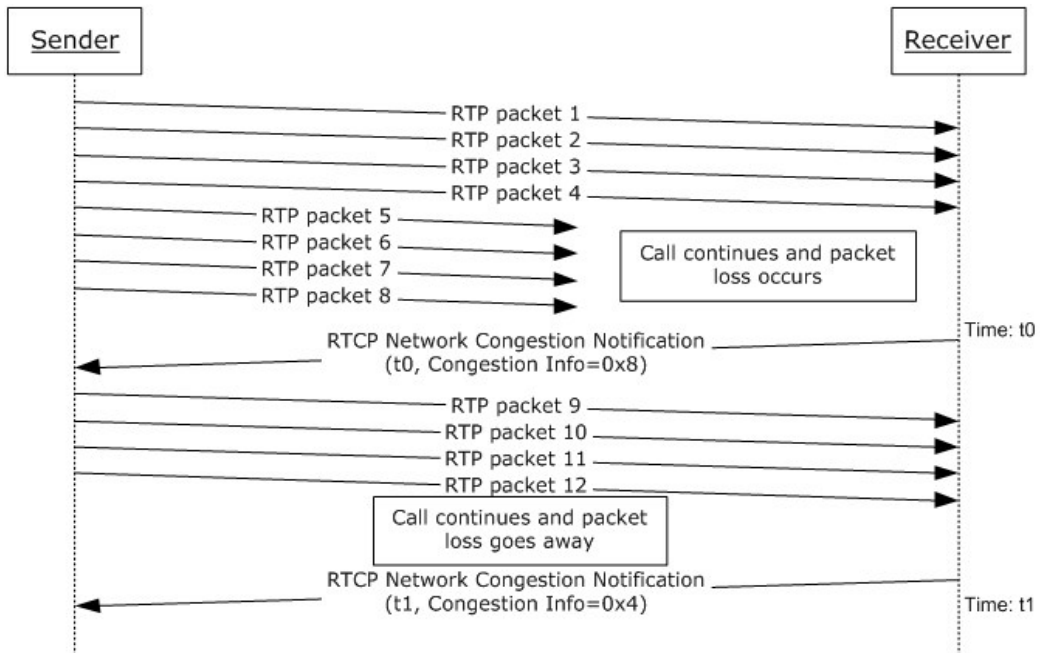 Sender
Receiver
RTP packet 1
RTP packet 2
RTP packet 3
RTP packet 4
RTP packet 5
RTP packet 6
RTP packet 7
RTP packet 8
Call continues and packet
loss occurs
Time: t0
RTCP Network Congestion Notification
(t0, Congestion Info=0x8)
RTP packet 9
RTP packet 10
RTP packet 11
RTP packet 12
Call continues and packet
loss goes away
RTCP Network Congestion Notification
(t1, Congestion Info=0x4)
Time: t1